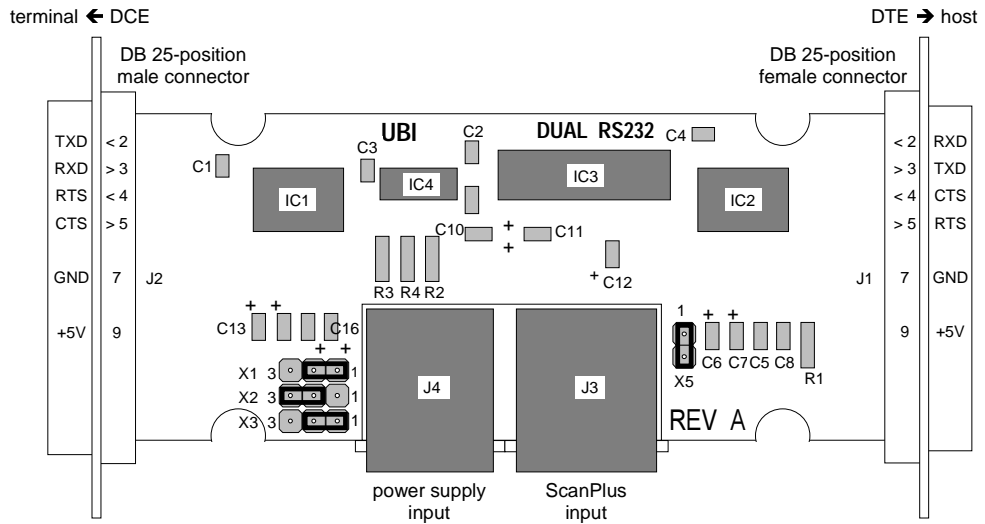 terminal ← DCE
DTE → host
DB 25-position
male connector
DB 25-position
female connector
UBI
DUAL RS232
TXD < 2
RXD > 3
RTS < 4
CTS > 5
GND 7
+5V 9
J2
C1
C3
C2
C4
IC1
IC4
IC3
IC2
C10
+
+
C11
+
C12
R3 R4 R2
< 2 RXD
> 3 TXD
< 4 CTS
> 5 RTS
7 GND
9 +5V
J1
+ +
C13
C16
+ +
X1 3 1
X2 3 1
X3 3 1
J4
J3
1
X5
+ +
C6 C7 C5 C8
R1
REV A
power supply
input
ScanPlus
input